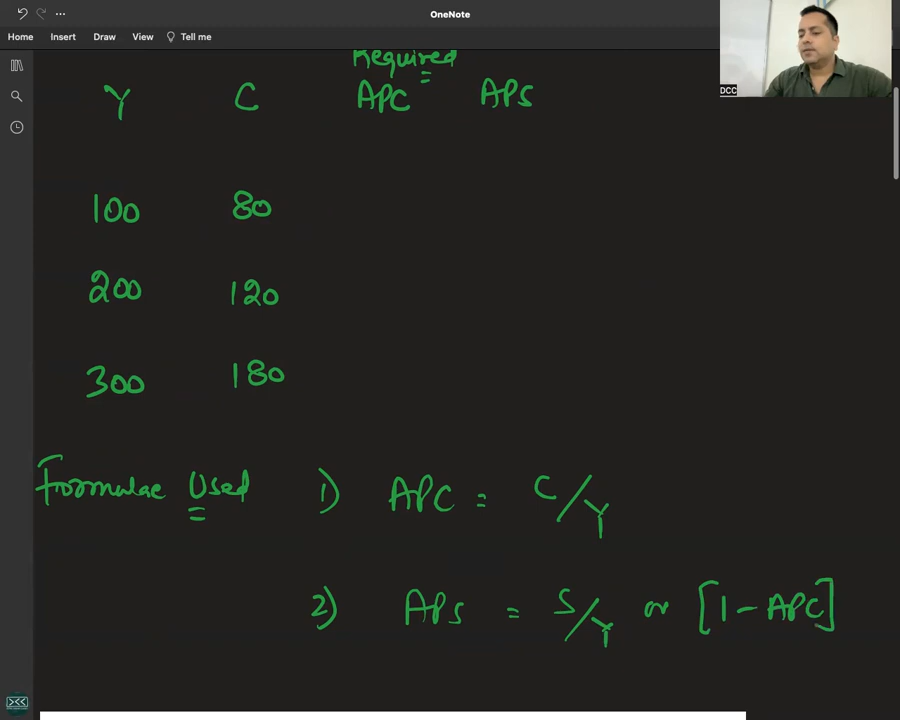 OneNote
Home Insert Draw View Tell me
DCC
Required
Y C APC APS
100 80
200 120
300 180
Formulae Used 1) APC = C/Y
2) APS = S/Y or [1 - APC]